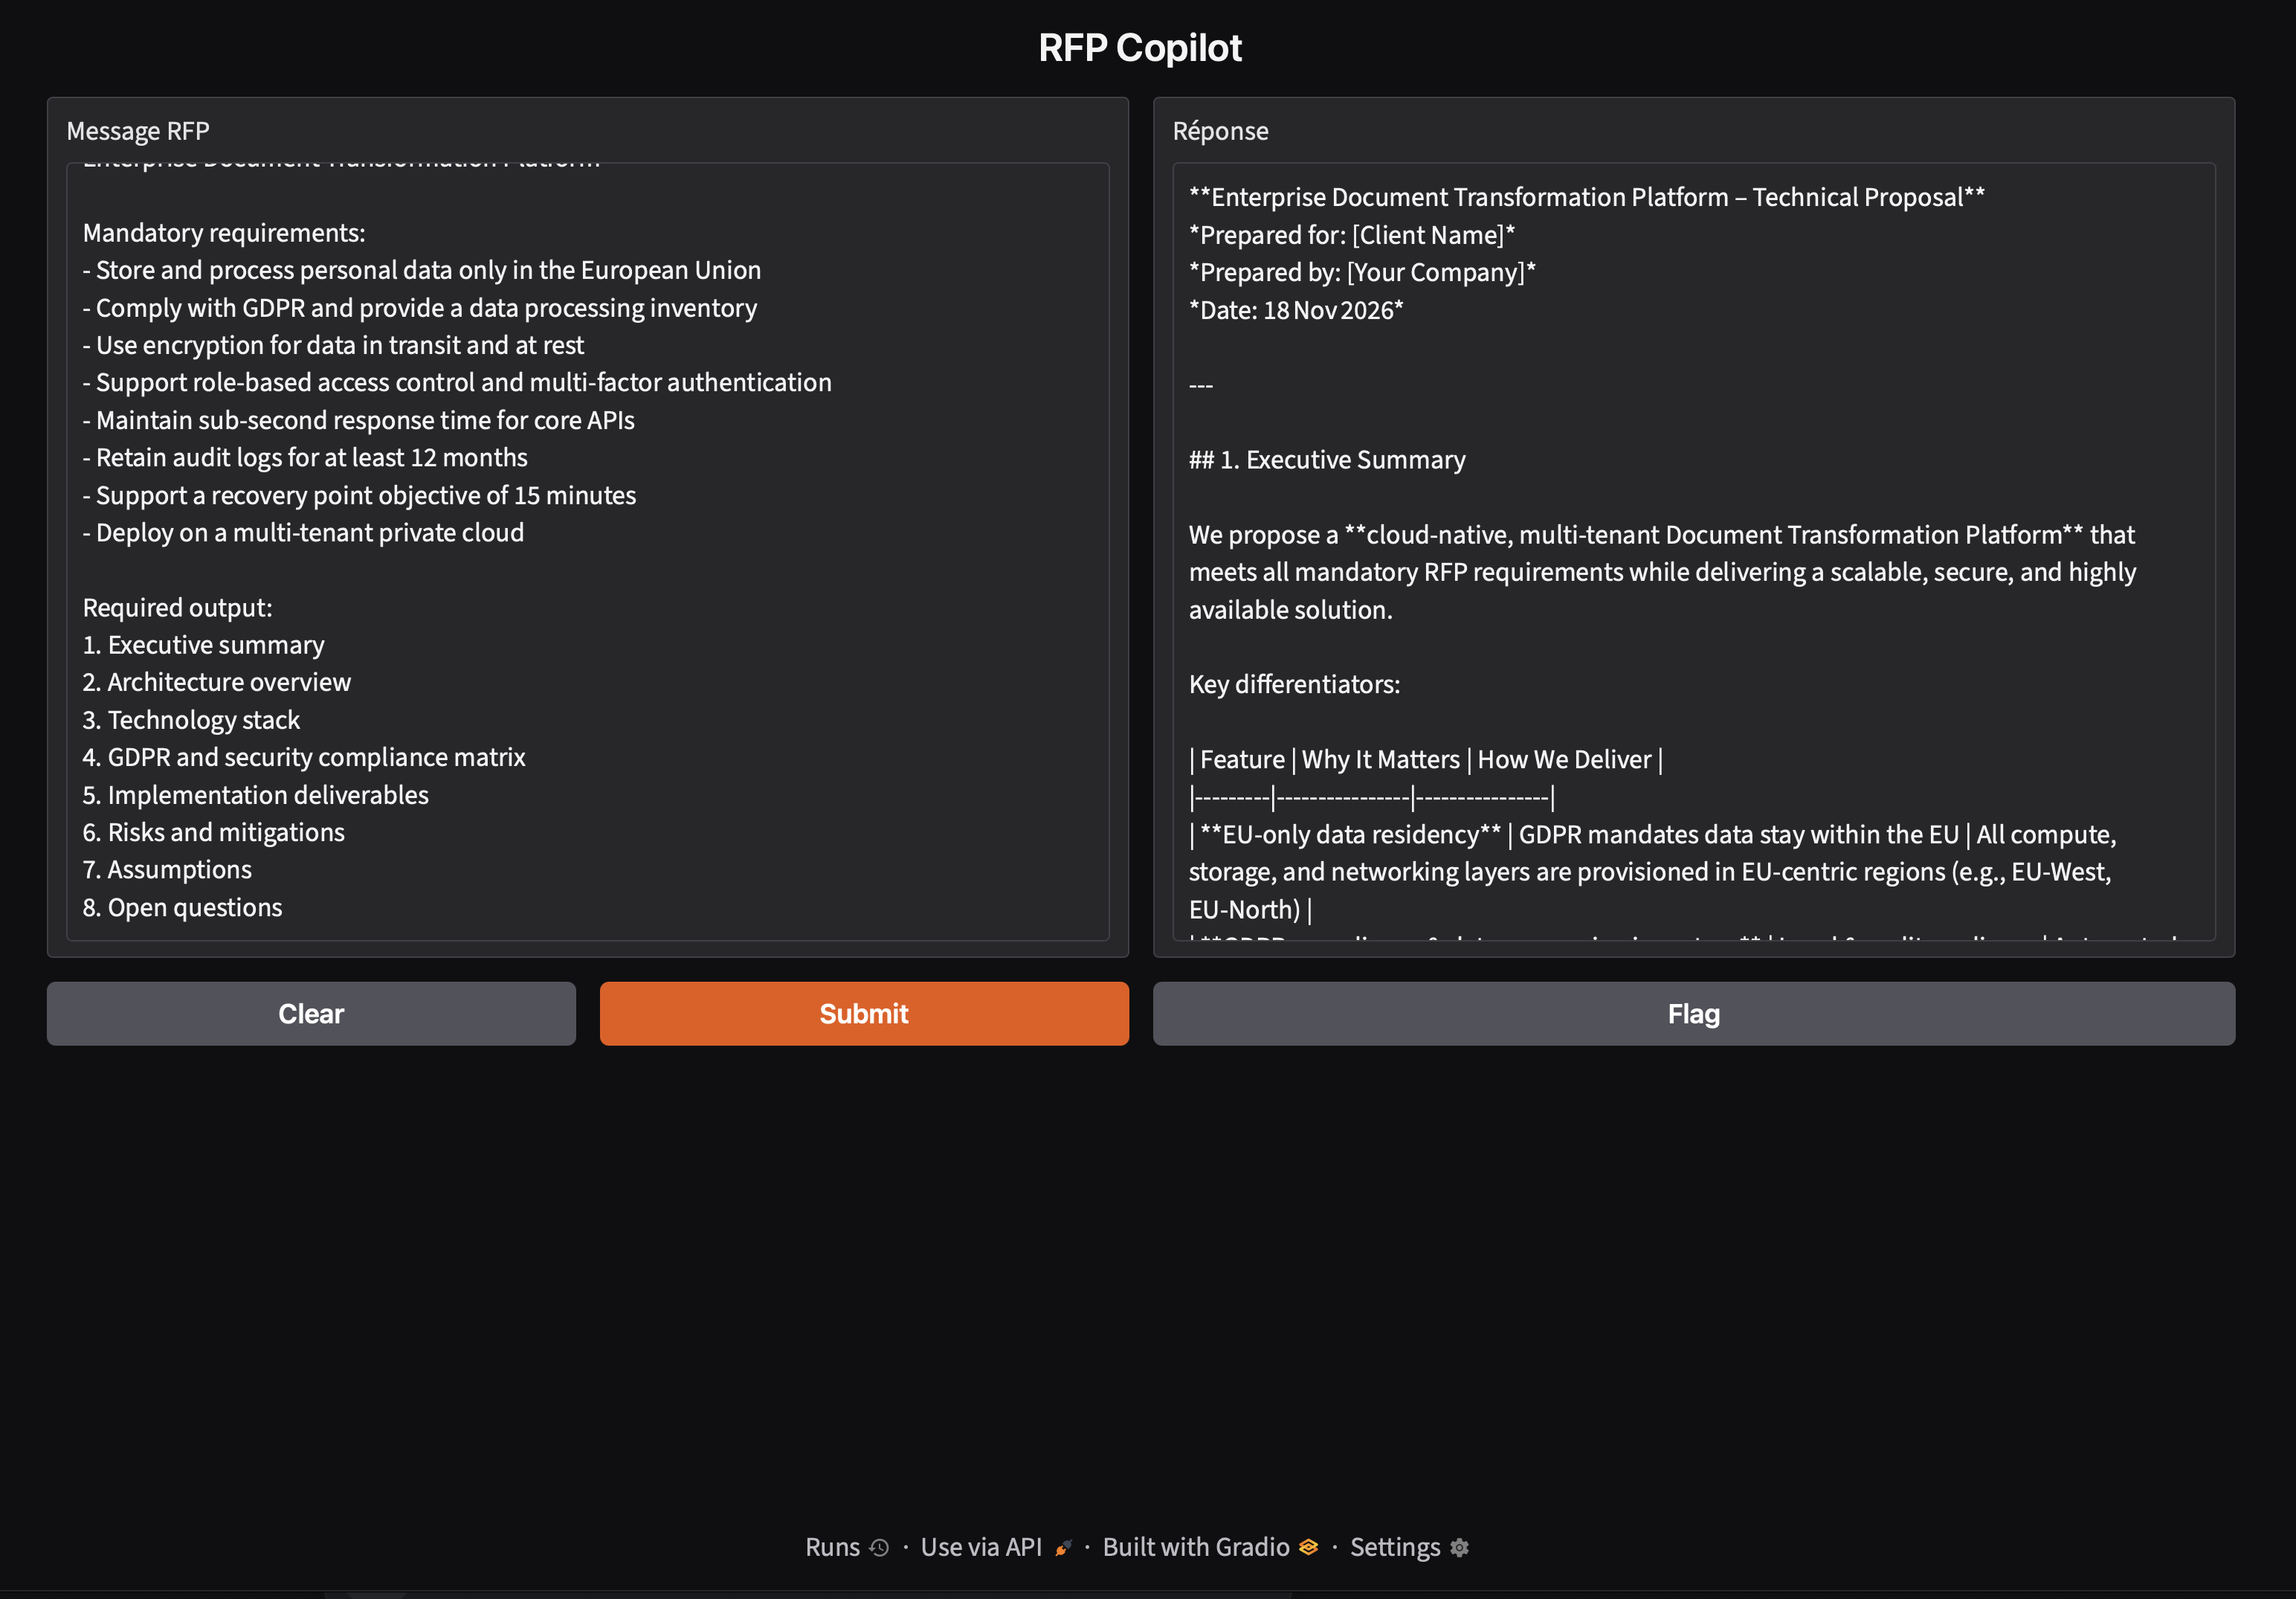 RFP Copilot
Message RFP
Enterprise Document Transformation Platform
Mandatory requirements:
- Store and process personal data only in the European Union
- Comply with GDPR and provide a data processing inventory
- Use encryption for data in transit and at rest
- Support role-based access control and multi-factor authentication
- Maintain sub-second response time for core APIs
- Retain audit logs for at least 12 months
- Support a recovery point objective of 15 minutes
- Deploy on a multi-tenant private cloud
Required output:
1. Executive summary
2. Architecture overview
3. Technology stack
4. GDPR and security compliance matrix
5. Implementation deliverables
6. Risks and mitigations
7. Assumptions
8. Open questions
Réponse
**Enterprise Document Transformation Platform – Technical Proposal**
*Prepared for: [Client Name]*
*Prepared by: [Your Company]*
*Date: 18 Nov 2026*
---
## 1. Executive Summary
We propose a **cloud-native, multi-tenant Document Transformation Platform** that
meets all mandatory RFP requirements while delivering a scalable, secure, and highly
available solution.
Key differentiators:
| Feature | Why It Matters | How We Deliver |
|---------|----------------|----------------|
| **EU-only data residency** | GDPR mandates data stay within the EU | All compute,
storage, and networking layers are provisioned in EU-centric regions (e.g., EU-West,
EU-North) |
Clear
Submit
Flag
Runs · Use via API · Built with Gradio · Settings